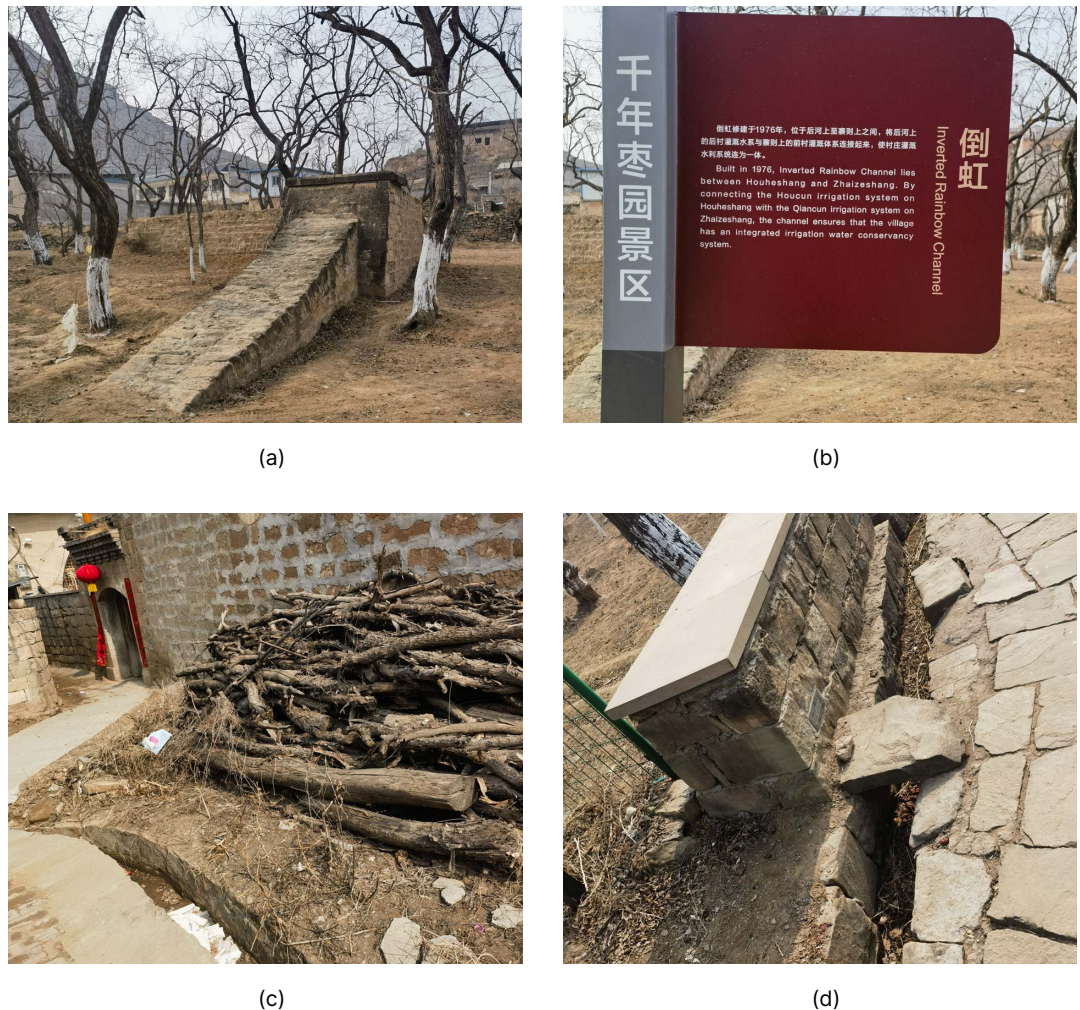 千年枣园景区
倒虹
Inverted Rainbow Channel
倒虹修建于1976年，位于后河上至寨则上之间，将后河上
的后村灌溉水系与寨则上的前村灌溉体系连接起来，使村庄灌溉
水利系统连为一体。
Built in 1976, Inverted Rainbow Channel lies
between Houheshang and Zhaizeshang. By
connecting the Houcun irrigation system on
Houheshang with the Qiancun irrigation system on
Zhaizeshang, the channel ensures that the village
has an integrated irrigation water conservancy
system.
(a)
(b)
(c)
(d)